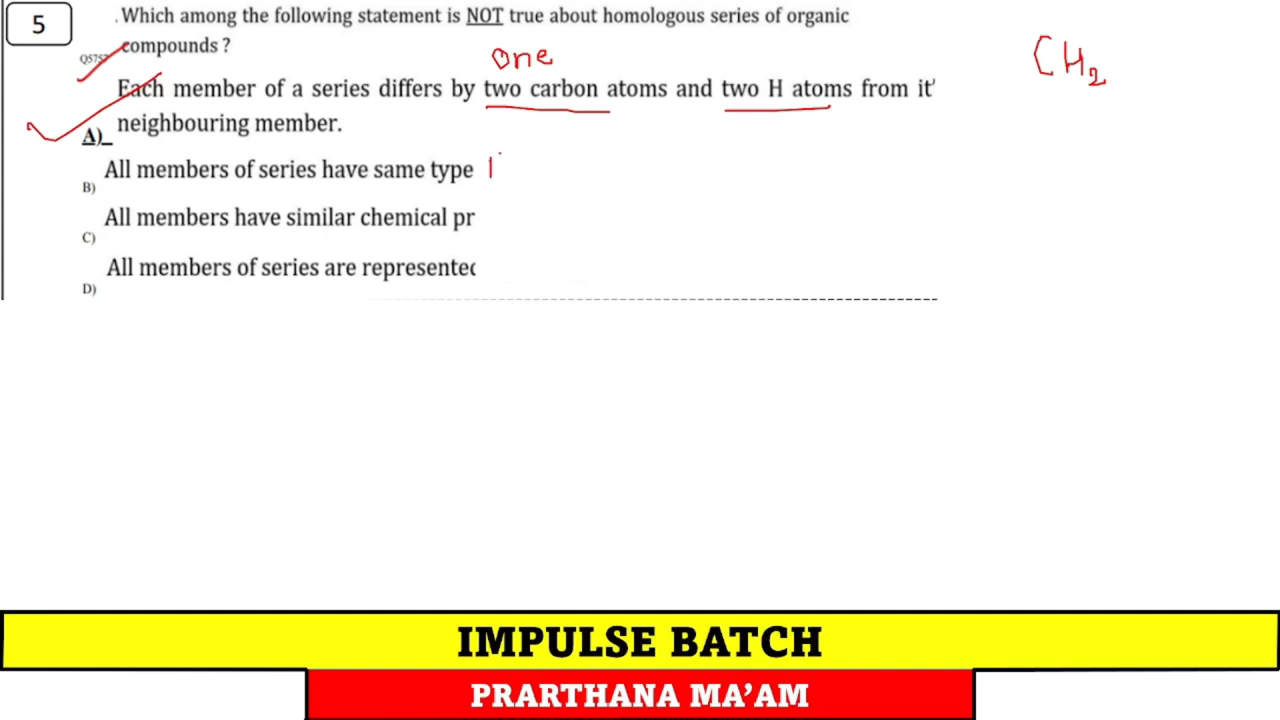 5
.Which among the following statement is NOT true about homologous series of organic
compounds ?
one
CH2
Each member of a series differs by two carbon atoms and two H atoms from it'
neighbouring member.
A)
All members of series have same type
B)
All members have similar chemical pr
C)
All members of series are represented
D)
IMPULSE BATCH
PRARTHANA MA'AM